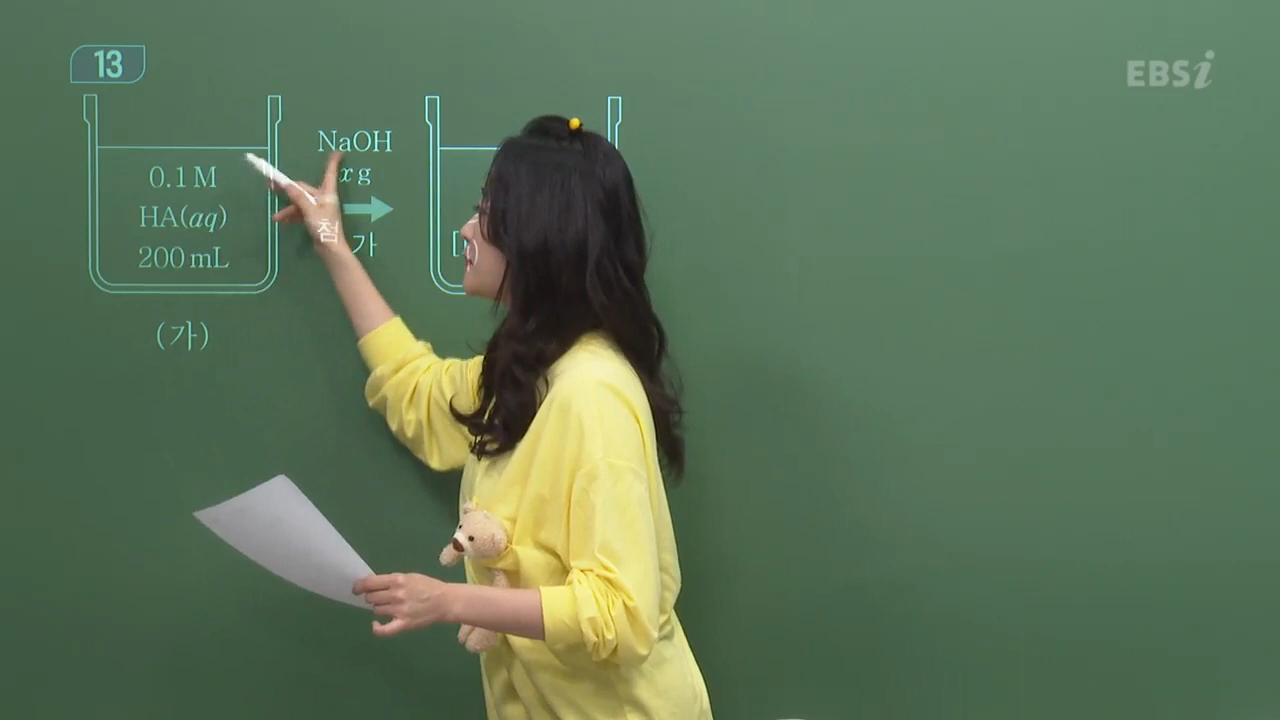 13
EBSi
0.1 M
HA(aq)
200 mL
(가)
NaOH
x g
첨가